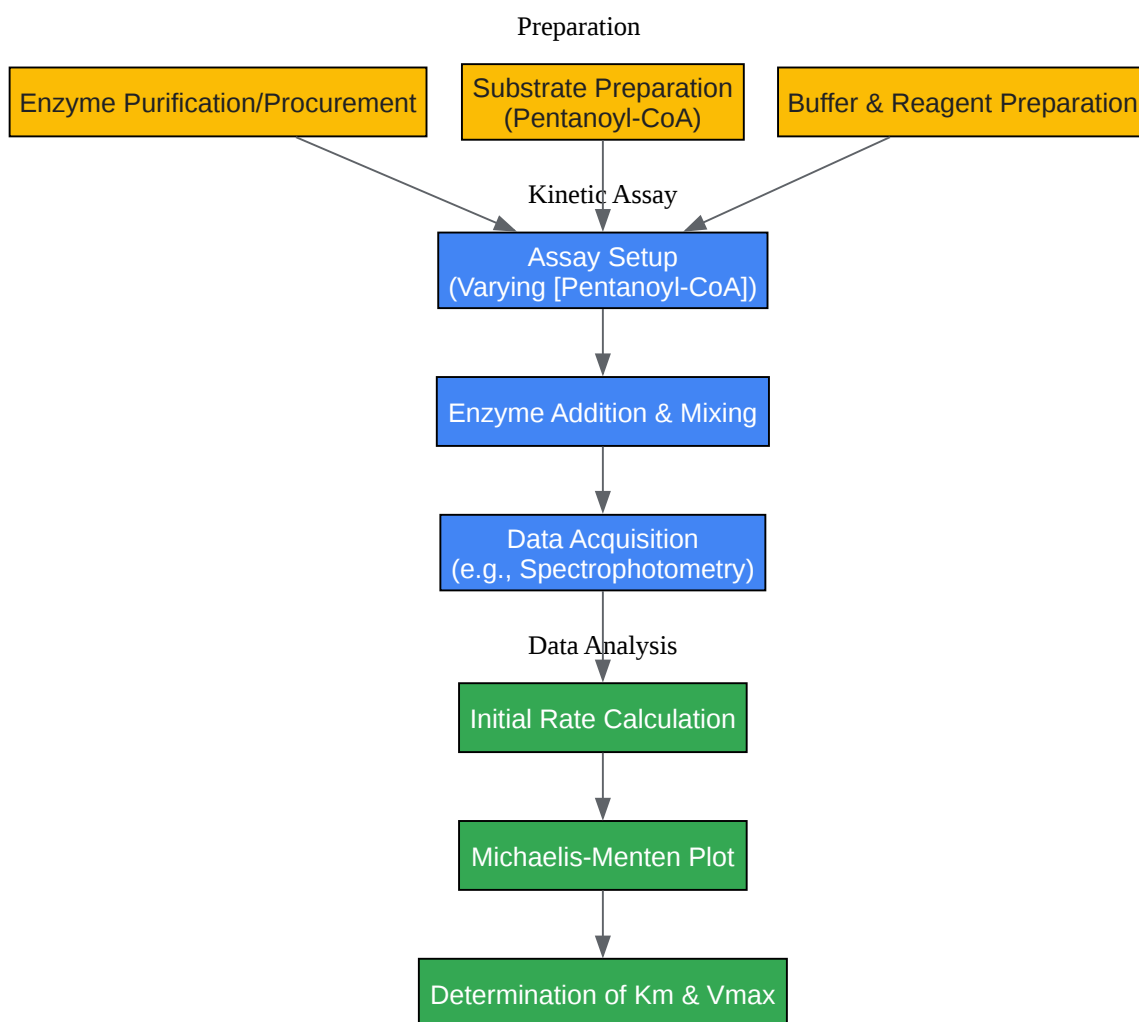 Preparation
Enzyme Purification/Procurement
Substrate Preparation
(Pentanoyl-CoA)
Buffer & Reagent Preparation
Kinetic Assay
Assay Setup
(Varying [Pentanoyl-CoA])
Enzyme Addition & Mixing
Data Acquisition
(e.g., Spectrophotometry)
Data Analysis
Initial Rate Calculation
Michaelis-Menten Plot
Determination of Km & Vmax